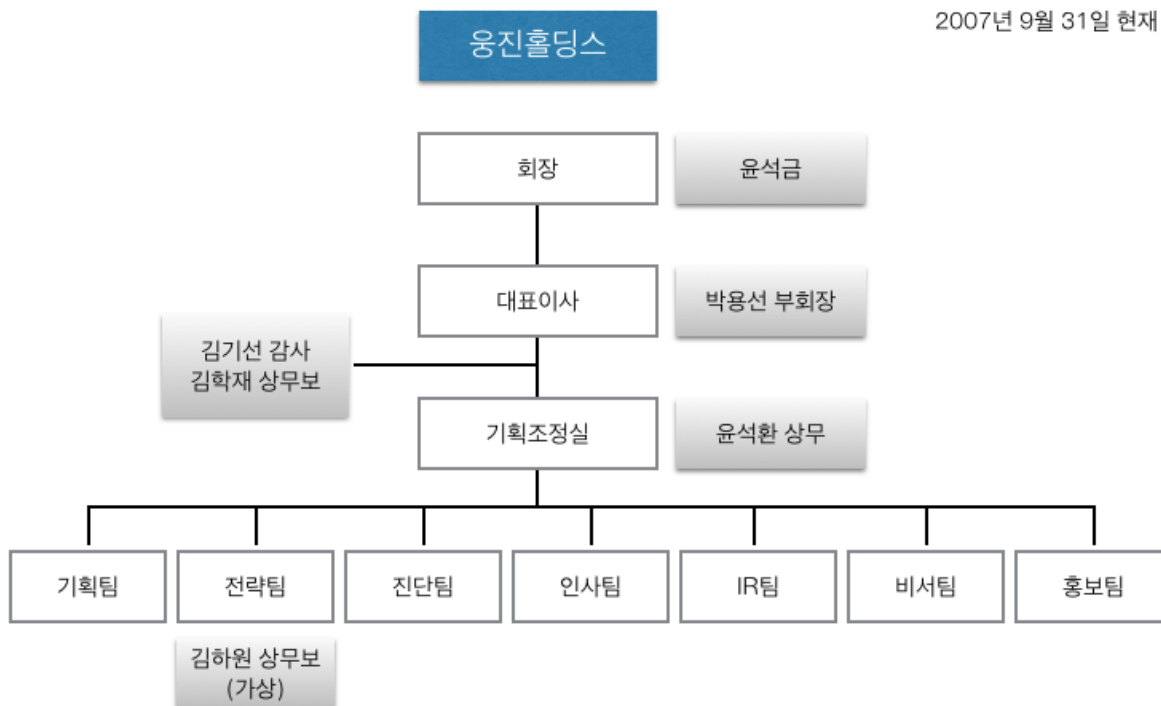 2007년 9월 31일 현재
웅진홀딩스
회장
윤석금
대표이사
박용선 부회장
김기선 감사
김학재 상무보
기획조정실
윤석환 상무
기획팀
전략팀
진단팀
인사팀
IR팀
비서팀
홍보팀
김하원 상무보
(가상)